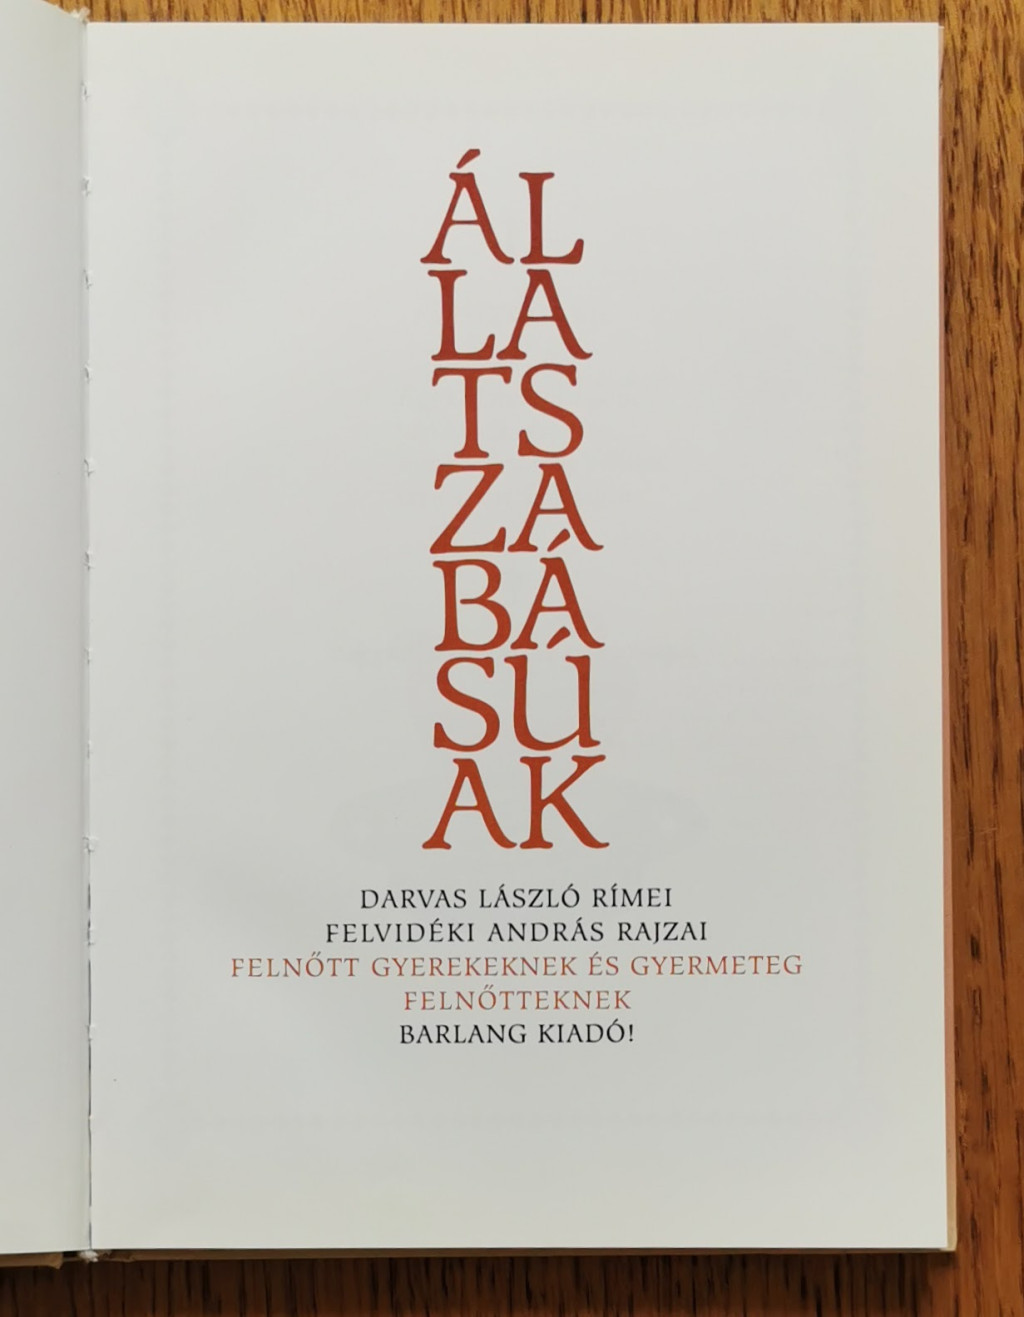 ÁL
LA
TS
ZA
BÁ
SÚ
AK
DARVAS LÁSZLÓ RÍMEI
FELVIDÉKI ANDRÁS RAJZAI
FELNŐTT GYEREKEKNEK ÉS GYERMETEG
FELNŐTTEKNEK
BARLANG KIADÓ!